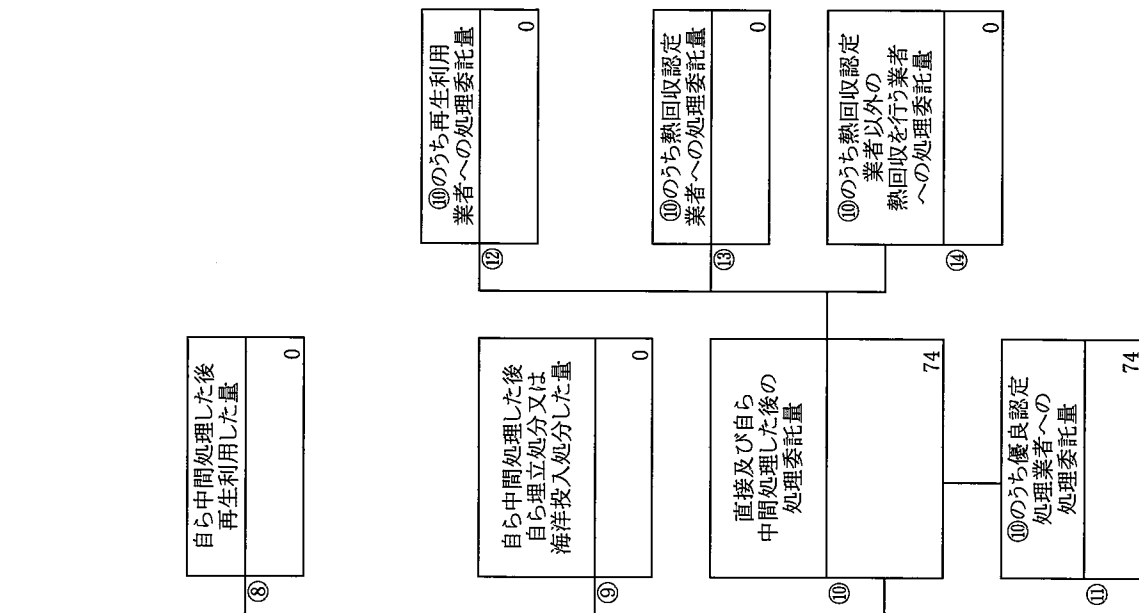 ⑧
自ら中間処理した後
再生利用した量
0
⑨
自ら中間処理した後
自ら埋立処分又は
海洋投入処分した量
0
⑩
直接及び自ら
中間処理した後の
処理委託量
74
⑪
⑩のうち優良認定
処理業者への
処理委託量
74
⑫
⑩のうち再生利用
業者への処理委託量
0
⑬
⑩のうち熱回収認定
業者への処理委託量
0
⑭
⑩のうち熱回収認定
業者以外の
熱回収を行う業者
への処理委託量
0